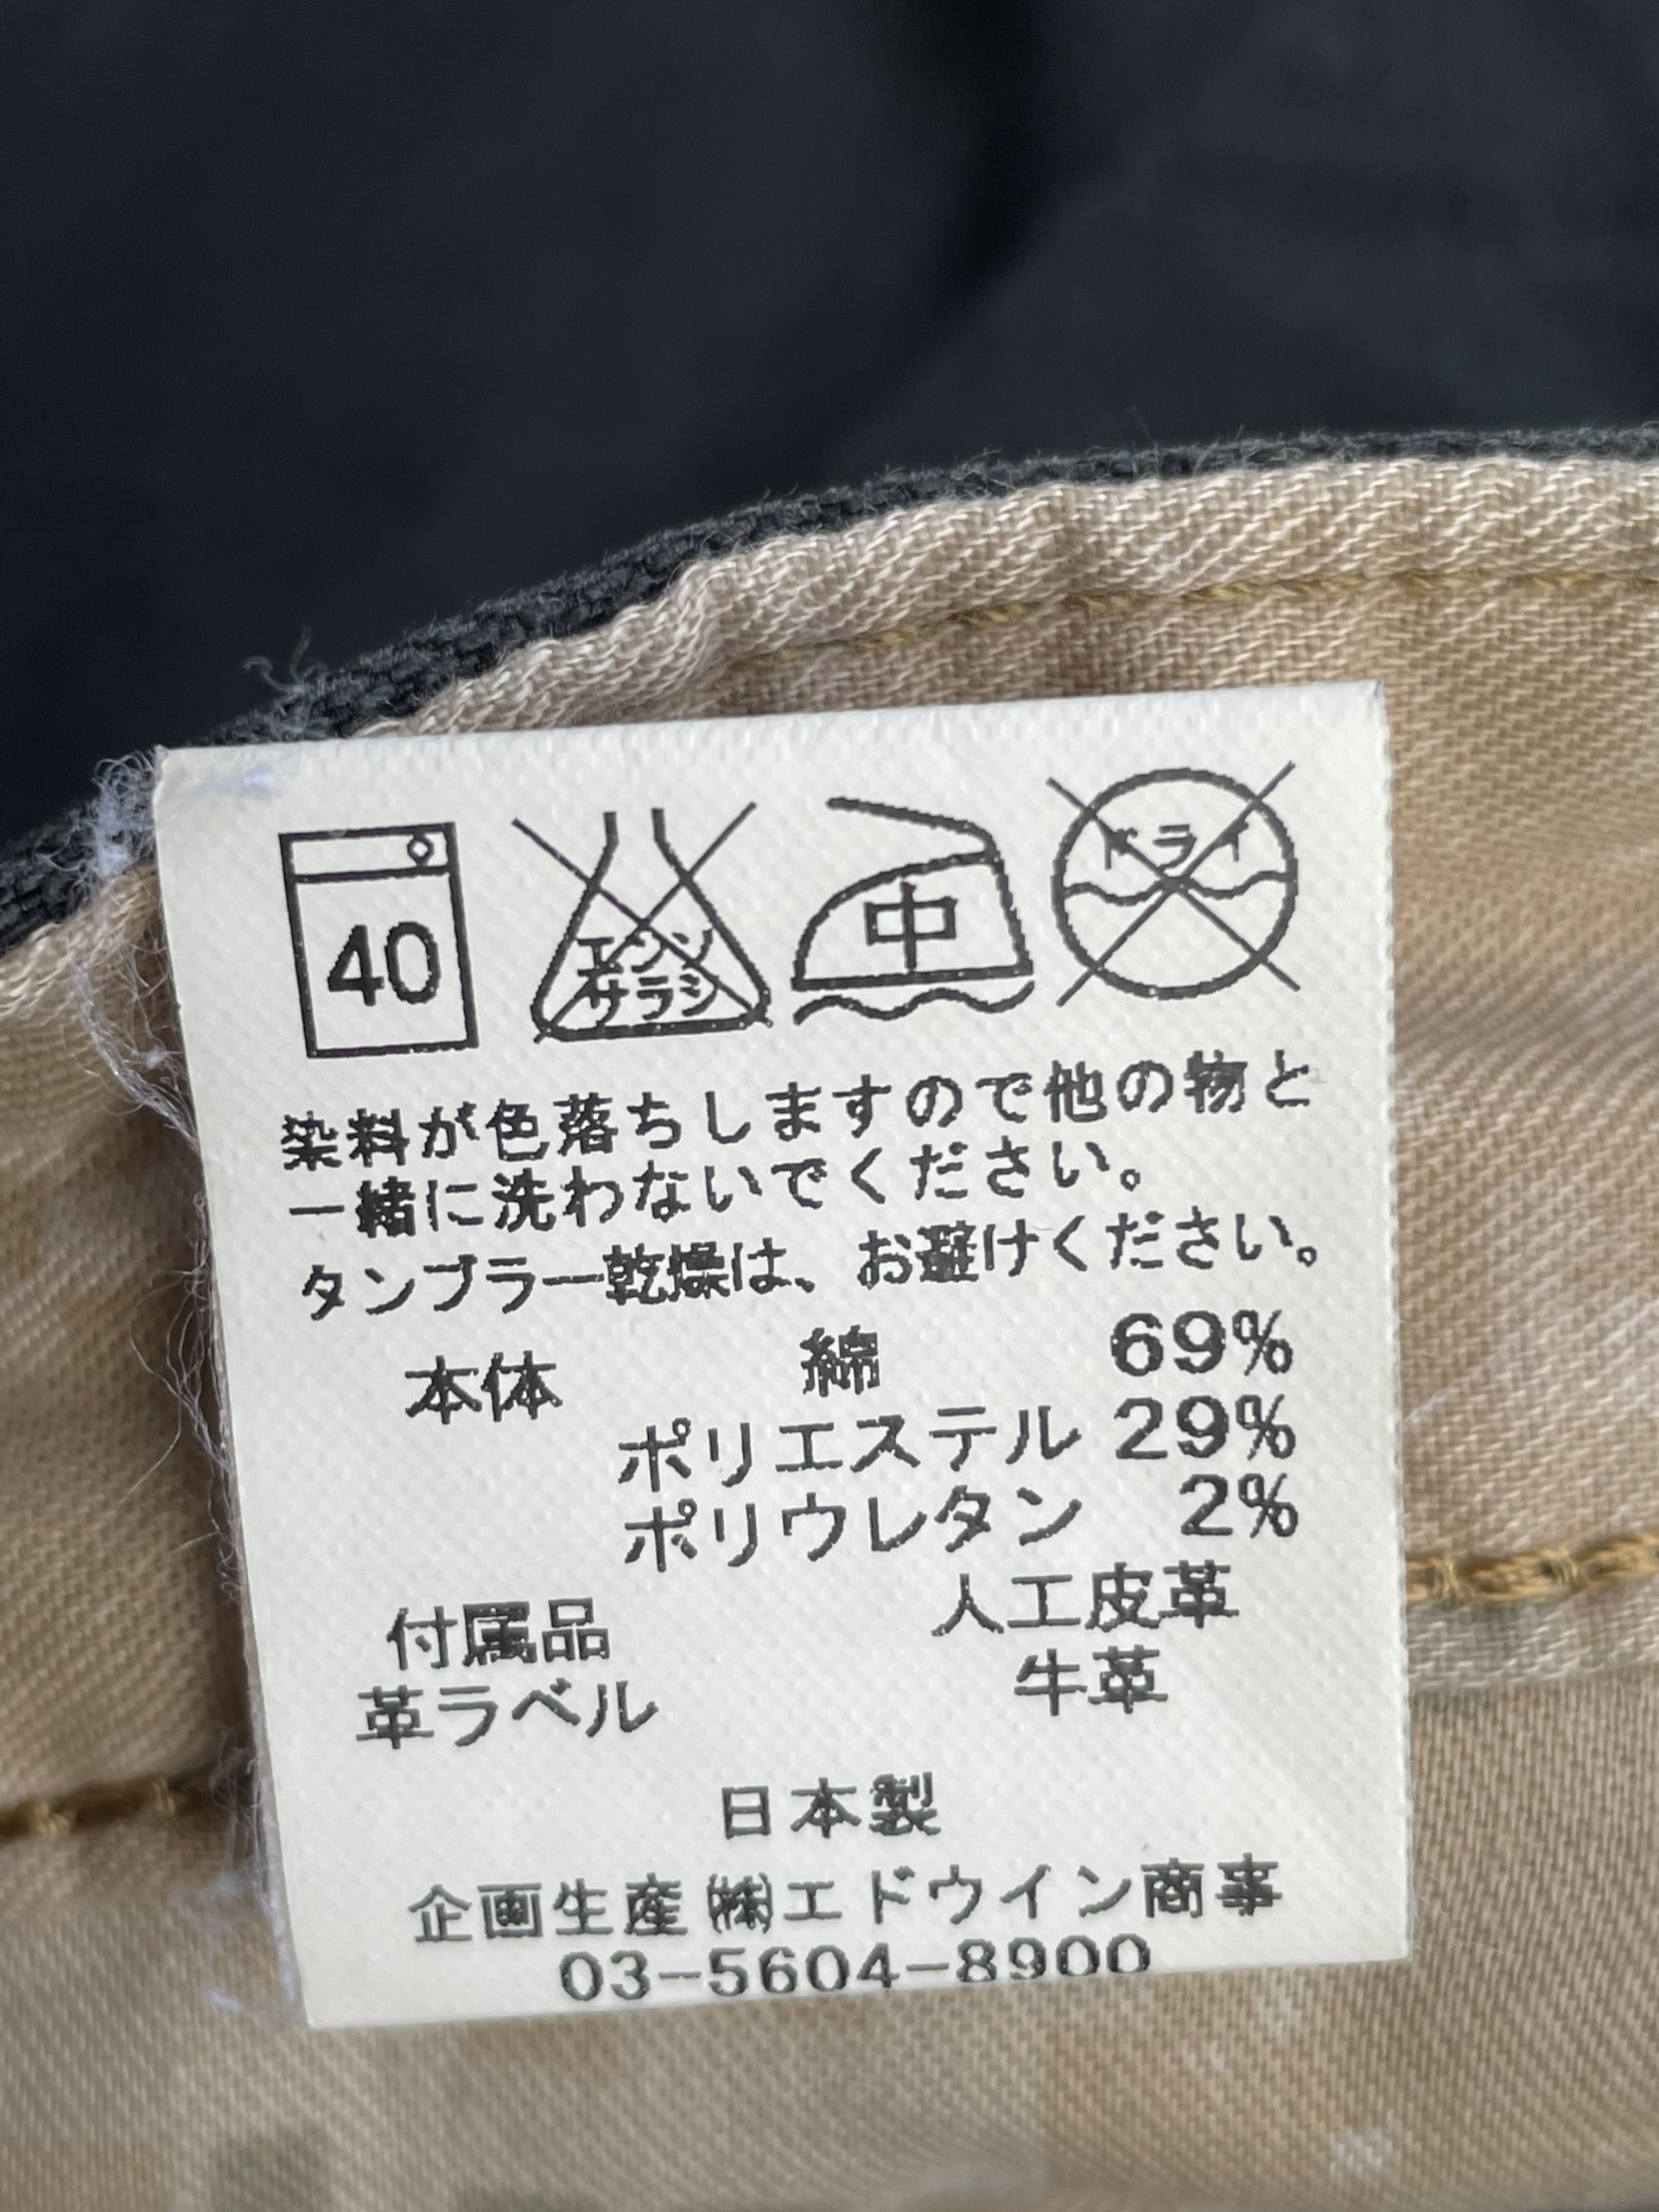 40
エンソ
サラシ
中
ドライ
染料が色落ちしますので他の物と
一緒に洗わないでください。
タンブラー乾燥は、お避けください。
本体 綿 69%
ポリエステル 29%
ポリウレタン 2%
付属品 人工皮革
革ラベル 牛革
日本製
企画生産㈱エドウイン商事
03-5604-8900